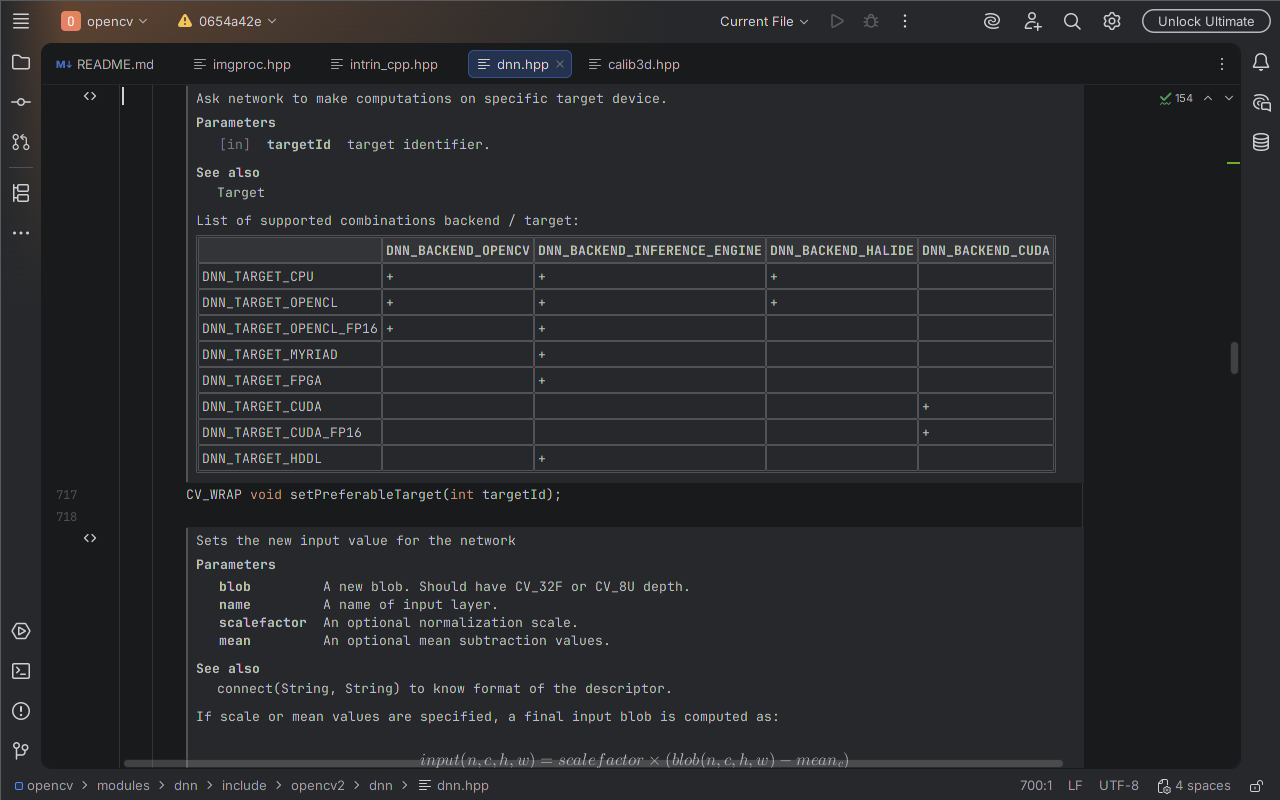 O opencv 0654a42e Current File Unlock Ultimate
M↓ README.md imgproc.hpp intrin_cpp.hpp dnn.hpp calib3d.hpp
<> Ask network to make computations on specific target device. 154
Parameters
[in] targetId target identifier.
See also
Target
List of supported combinations backend / target:
DNN_BACKEND_OPENCV DNN_BACKEND_INFERENCE_ENGINE DNN_BACKEND_HALIDE DNN_BACKEND_CUDA
DNN_TARGET_CPU + + +
DNN_TARGET_OPENCL + + +
DNN_TARGET_OPENCL_FP16 + +
DNN_TARGET_MYRIAD +
DNN_TARGET_FPGA +
DNN_TARGET_CUDA +
DNN_TARGET_CUDA_FP16 +
DNN_TARGET_HDDL +
717 CV_WRAP void setPreferableTarget(int targetId);
718
<> Sets the new input value for the network
Parameters
blob A new blob. Should have CV_32F or CV_8U depth.
name A name of input layer.
scalefactor An optional normalization scale.
mean An optional mean subtraction values.
See also
connect(String, String) to know format of the descriptor.
If scale or mean values are specified, a final input blob is computed as:
input(n, c, h, w) = scalefactor × (blob(n, c, h, w) − mean_c)
opencv > modules > dnn > include > opencv2 > dnn > dnn.hpp 700:1 LF UTF-8 4 spaces